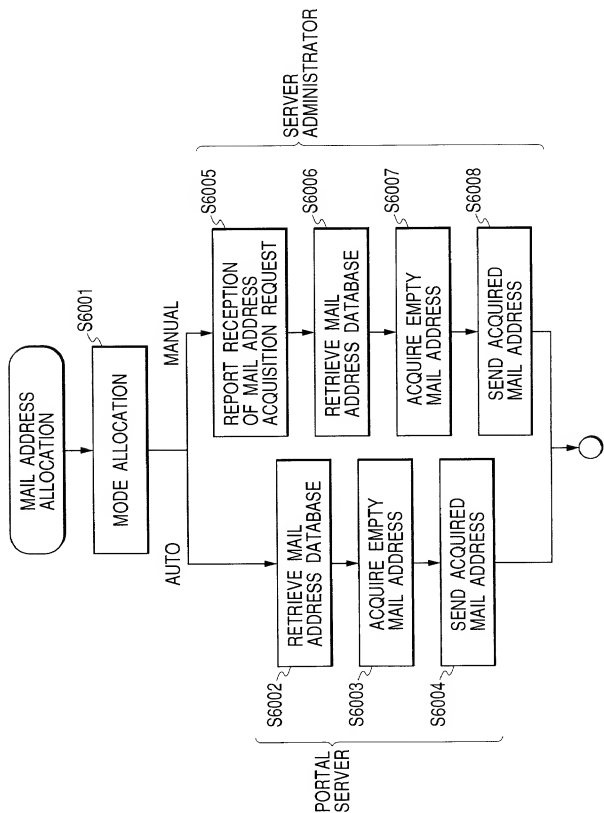 MAIL ADDRESS
ALLOCATION
S6001
MODE ALLOCATION
AUTO
MANUAL
S6002
RETRIEVE MAIL
ADDRESS DATABASE
S6003
ACQUIRE EMPTY
MAIL ADDRESS
S6004
SEND ACQUIRED
MAIL ADDRESS
PORTAL
SERVER
S6005
REPORT RECEPTION
OF MAIL ADDRESS
ACQUISITION REQUEST
S6006
RETRIEVE MAIL
ADDRESS DATABASE
S6007
ACQUIRE EMPTY
MAIL ADDRESS
S6008
SEND ACQUIRED
MAIL ADDRESS
SERVER
ADMINISTRATOR